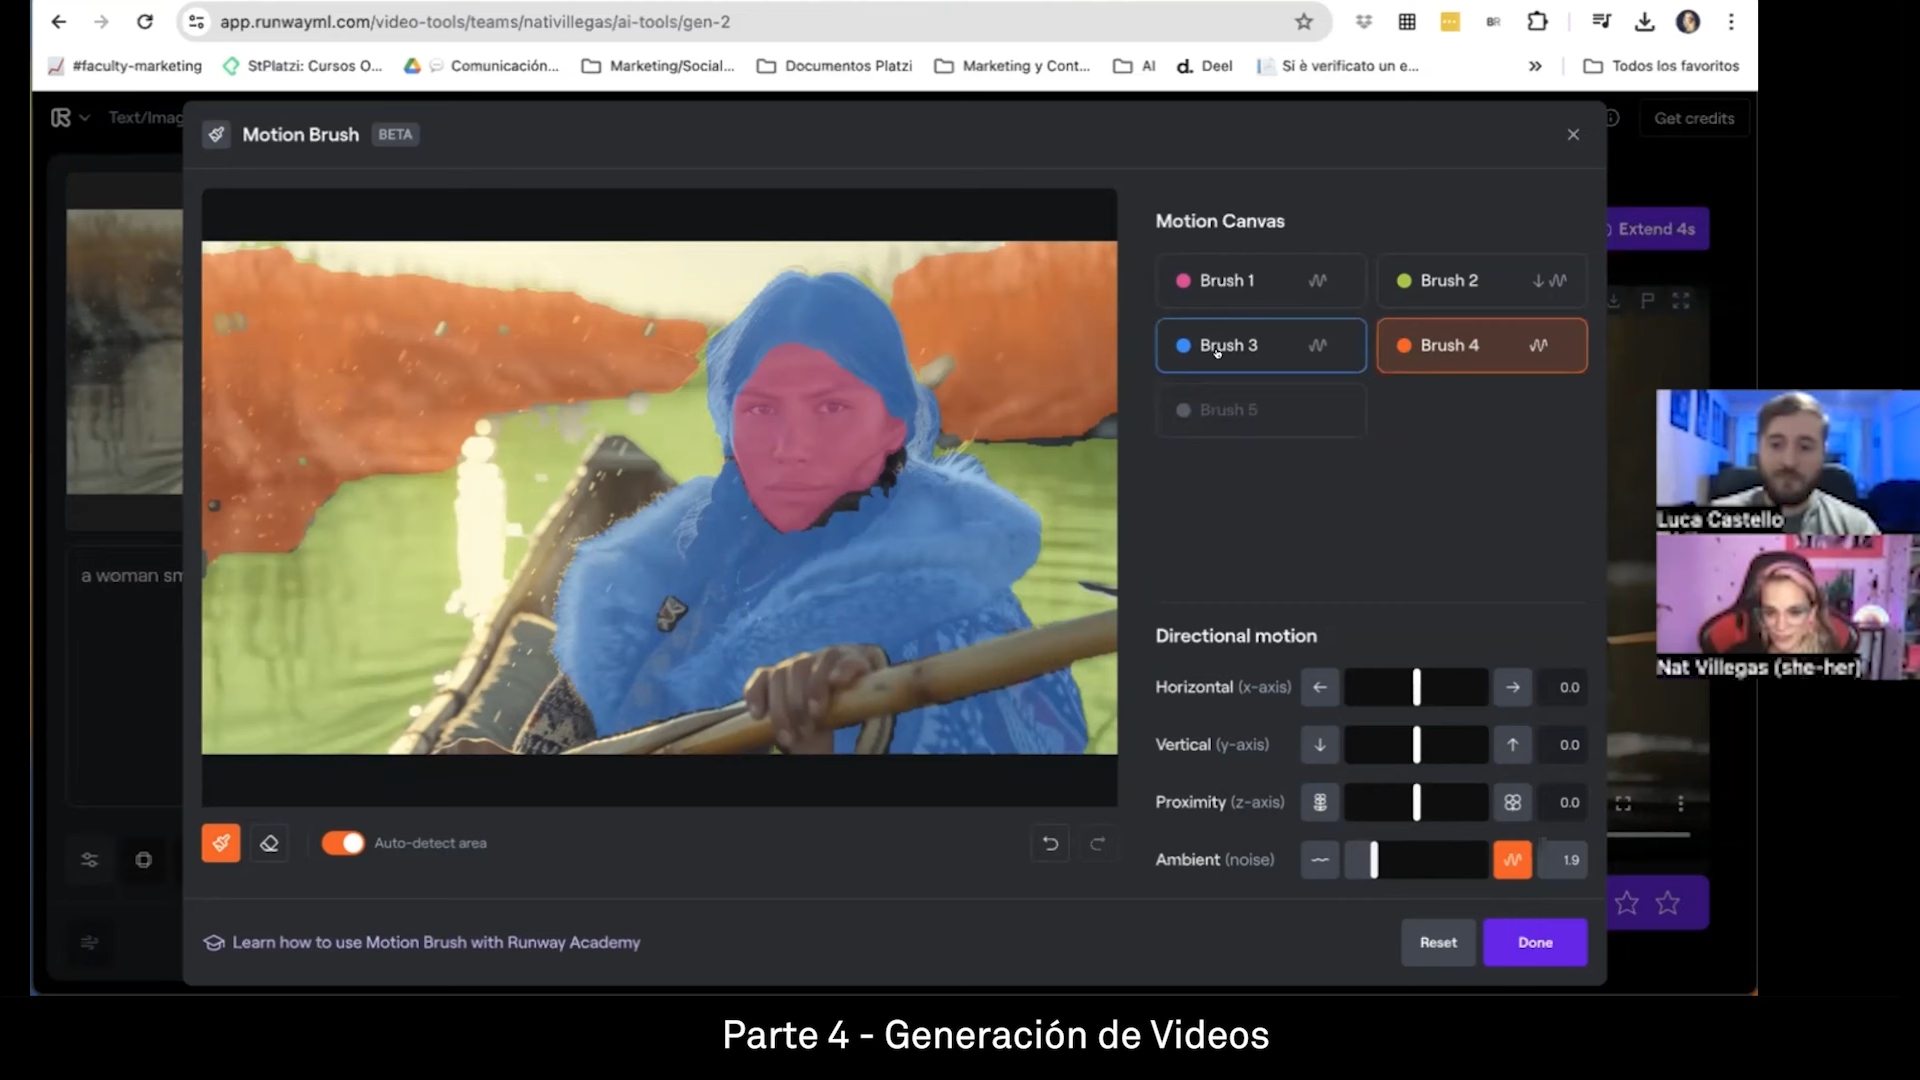 app.runwayml.com/video-tools/teams/nativillegas/ai-tools/gen-2
BR
#faculty-marketing
StPlatzi: Cursos O...
Comunicación...
Marketing/Social...
Documentos Platzi
Marketing y Cont...
AI
d. Deel
Si è verificato un e...
»
Todos los favoritos
Text/Imag
Motion Brush BETA
Get credits
Motion Canvas
Extend 4s
Brush 1
Brush 2
Brush 3
Brush 4
Brush 5
Luca Castello
a woman sm
Directional motion
Nat Villegas (she-her)
Horizontal (x-axis) 0.0
Vertical (y-axis) 0.0
Proximity (z-axis) 0.0
Auto-detect area
Ambient (noise) 1.9
Learn how to use Motion Brush with Runway Academy
Reset
Done
Parte 4 - Generación de Videos